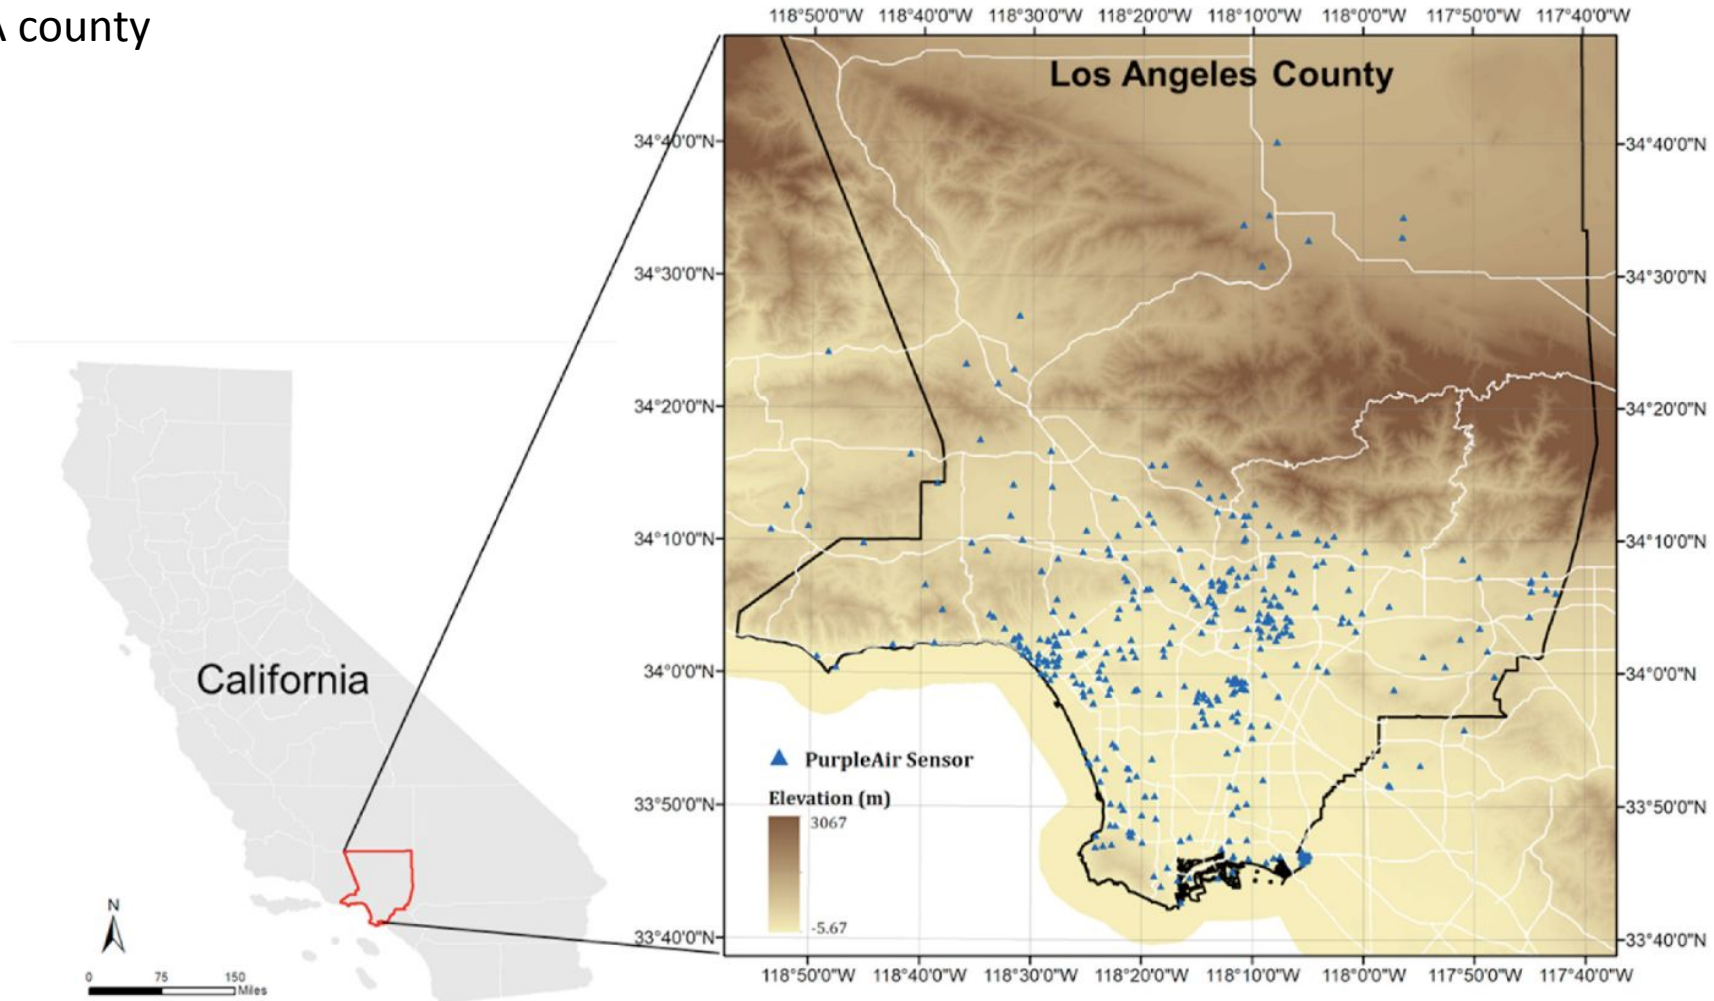 A county
118°50'0"W 118°40'0"W 118°30'0"W 118°20'0"W 118°10'0"W 118°0'0"W 117°50'0"W 117°40'0"W
Los Angeles County
34°40'0"N
34°40'0"N
34°30'0"N
34°30'0"N
34°20'0"N
34°20'0"N
34°10'0"N
34°10'0"N
34°0'0"N
34°0'0"N
California
PurpleAir Sensor
Elevation (m)
33°50'0"N
33°50'0"N
3067
-5.67
N
33°40'0"N
33°40'0"N
0 75 150
Miles
118°50'0"W 118°40'0"W 118°30'0"W 118°20'0"W 118°10'0"W 118°0'0"W 117°50'0"W 117°40'0"W